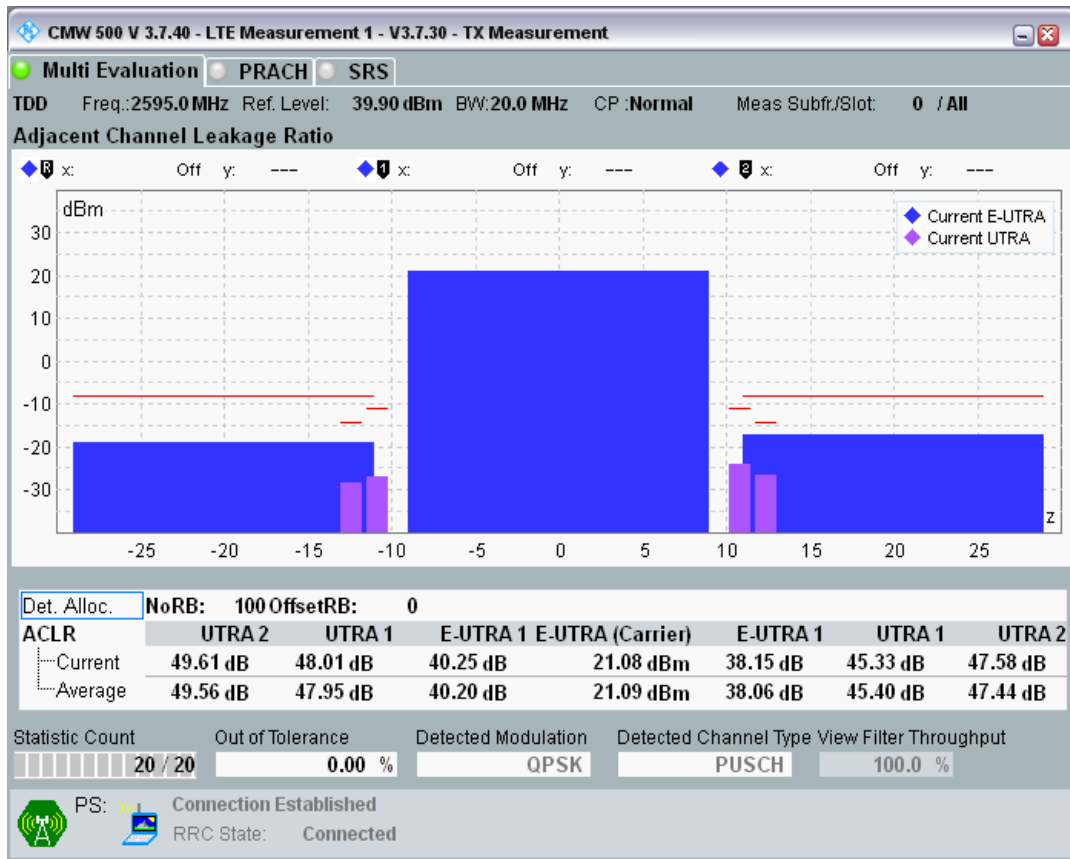 CMW 500 V 3.7.40 - LTE Measurement 1 - V3.7.30 - TX Measurement
Multi Evaluation PRACH SRS
TDD Freq.:2595.0 MHz Ref. Level: 39.90 dBm BW:20.0 MHz CP :Normal Meas Subfr./Slot: 0 / All
Adjacent Channel Leakage Ratio
R x: Off y: --- 1 x: Off y: --- 2 x: Off y: ---
dBm
Current E-UTRA
Current UTRA
30
20
10
0
-10
-20
-30
z
-25 -20 -15 -10 -5 0 5 10 15 20 25
Det. Alloc. NoRB: 100 OffsetRB: 0
ACLR UTRA 2 UTRA 1 E-UTRA 1 E-UTRA (Carrier) E-UTRA 1 UTRA 1 UTRA 2
Current 49.61 dB 48.01 dB 40.25 dB 21.08 dBm 38.15 dB 45.33 dB 47.58 dB
Average 49.56 dB 47.95 dB 40.20 dB 21.09 dBm 38.06 dB 45.40 dB 47.44 dB
Statistic Count Out of Tolerance Detected Modulation Detected Channel Type View Filter Throughput
20 / 20 0.00 % QPSK PUSCH 100.0 %
PS: Connection Established
RRC State: Connected